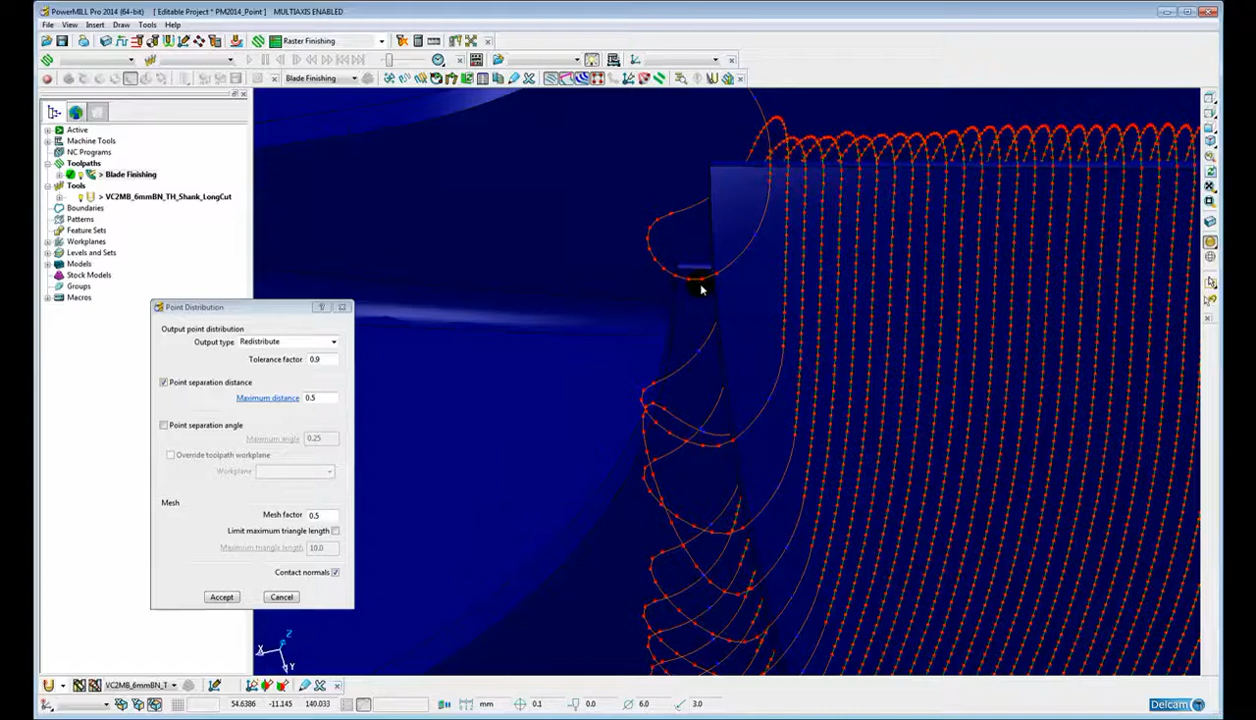 PowerMILL Pro 2014 (64-bit) [ Editable Project * PM2014_Point ] MULTIAXIS ENABLED
File View Insert Draw Tools Help
Raster Finishing
Blade Finishing
Active
Machine Tools
NC Programs
Toolpaths
> Blade Finishing
Tools
> VC2MB_6mmBN_TH_Shank_LongCut
Boundaries
Patterns
Feature Sets
Workplanes
Levels and Sets
Models
Stock Models
Groups
Macros
Point Distribution
Output point distribution
Output type Redistribute
Tolerance factor 0.9
Point separation distance
Maximum distance 0.5
Point separation angle
Maximum angle 0.25
Override toolpath workplane
Workplane
Mesh
Mesh factor 0.5
Limit maximum triangle length
Maximum triangle length 10.0
Contact normals
Accept Cancel
Z
X
Y
VC2MB_6mmBN_T
54.6386 -11.145 140.033 mm 0.1 0.0 6.0 3.0 Delcam